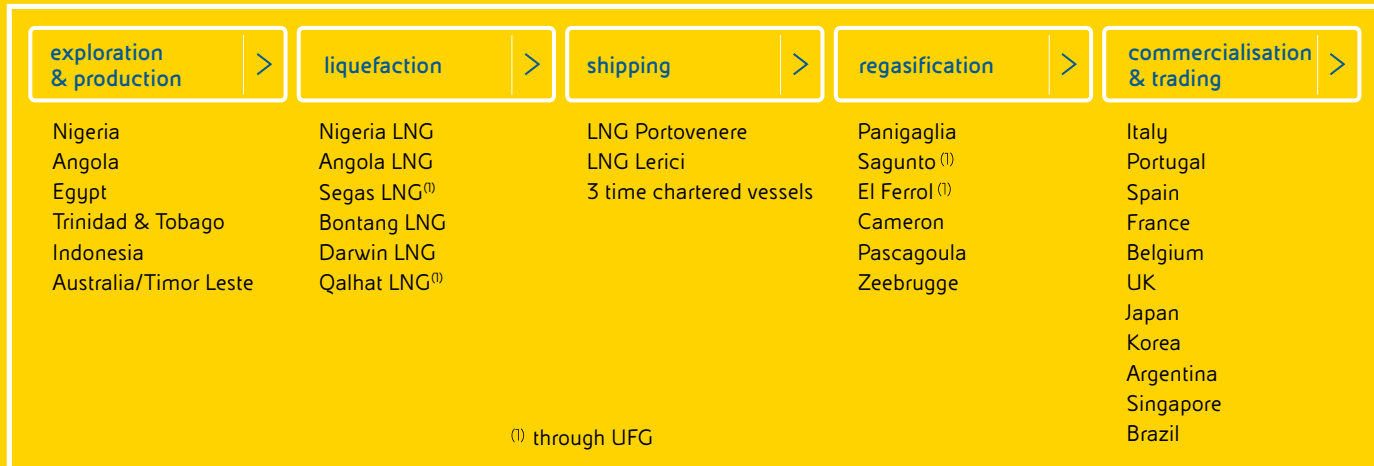 exploration
& production
>
liquefaction
>
shipping
>
regasification
>
commercialisation
& trading
>
Nigeria
Angola
Egypt
Trinidad & Tobago
Indonesia
Australia/Timor Leste
Nigeria LNG
Angola LNG
Segas LNG(1)
Bontang LNG
Darwin LNG
Qalhat LNG(1)
LNG Portovenere
LNG Lerici
3 time chartered vessels
Panigaglia
Sagunto (1)
El Ferrol (1)
Cameron
Pascagoula
Zeebrugge
Italy
Portugal
Spain
France
Belgium
UK
Japan
Korea
Argentina
Singapore
Brazil
(1) through UFG